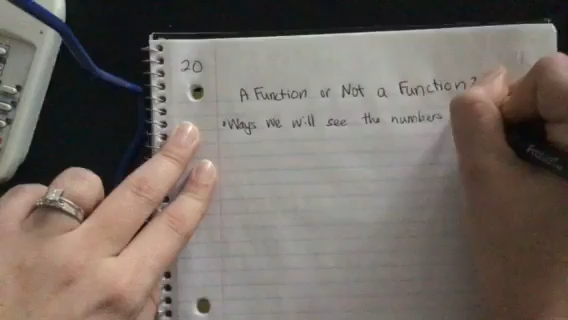 20
A Function or Not a Function?
•Ways we will see the numbers